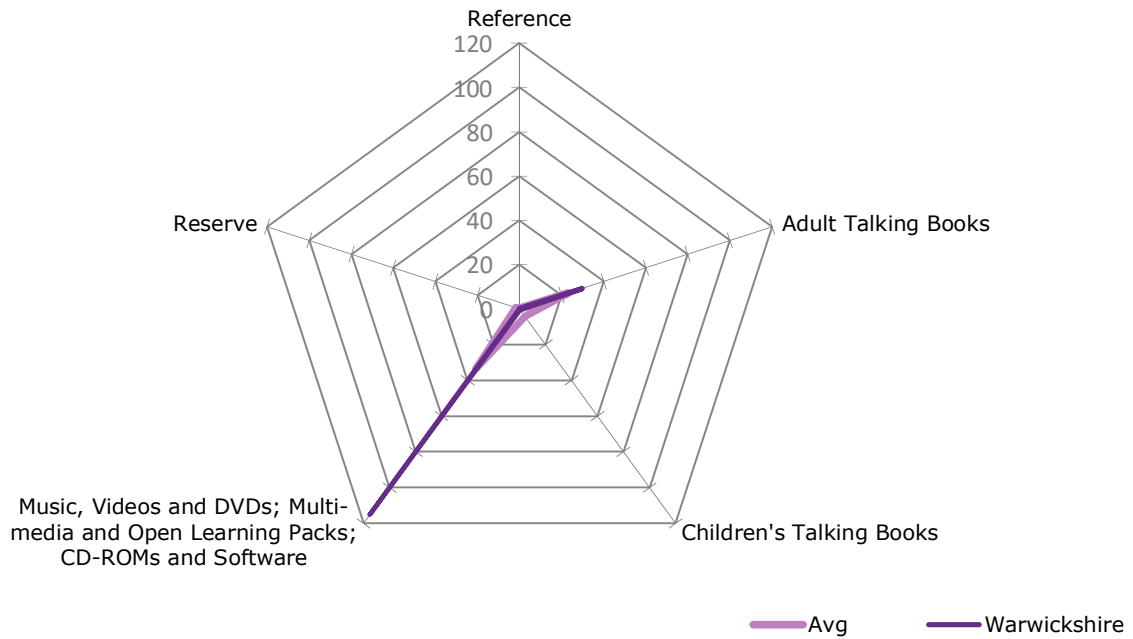 Reference
120
100
80
60
40
20
0
Reserve
Adult Talking Books
Music, Videos and DVDs; Multi-
media and Open Learning Packs;
CD-ROMs and Software
Children's Talking Books
Avg
Warwickshire